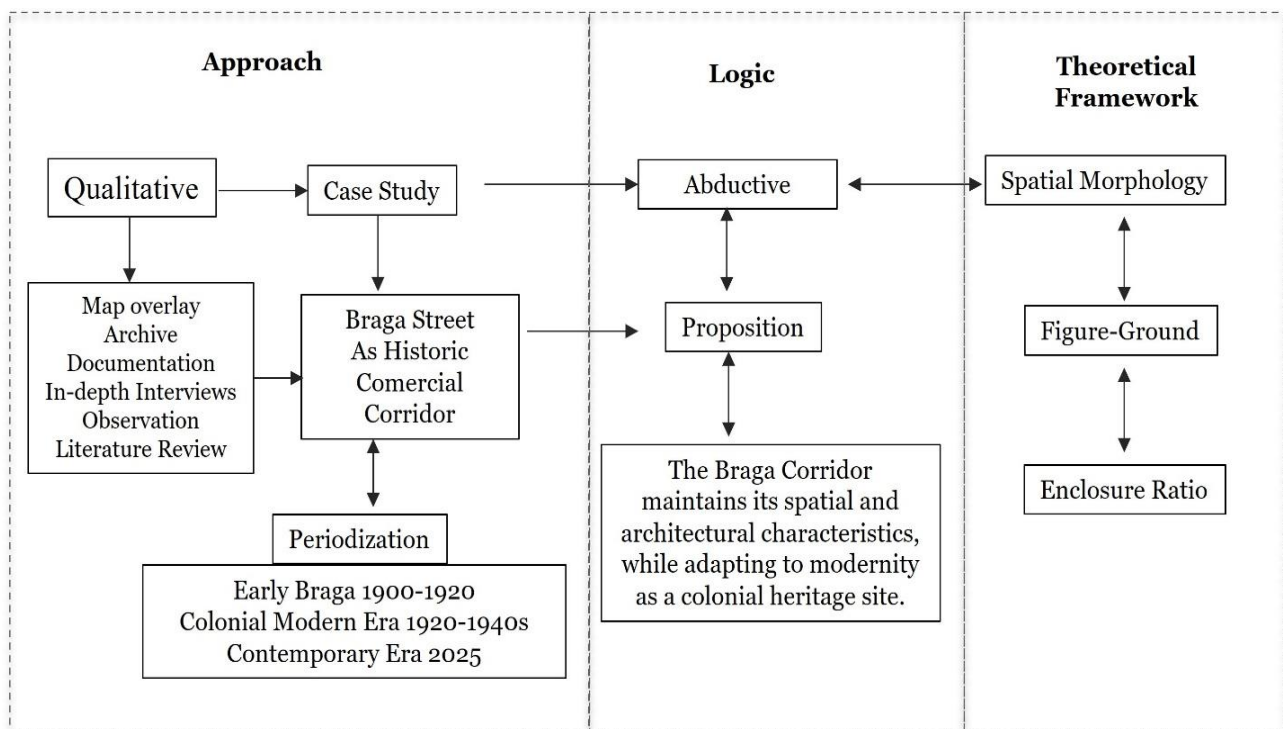 Approach
Qualitative
Case Study
Map overlay
Archive
Documentation
In-depth Interviews
Observation
Literature Review
Braga Street
As Historic
Comercial
Corridor
Periodization
Early Braga 1900-1920
Colonial Modern Era 1920-1940s
Contemporary Era 2025
Logic
Abductive
Proposition
The Braga Corridor
maintains its spatial and
architectural characteristics,
while adapting to modernity
as a colonial heritage site.
Theoretical
Framework
Spatial Morphology
Figure-Ground
Enclosure Ratio